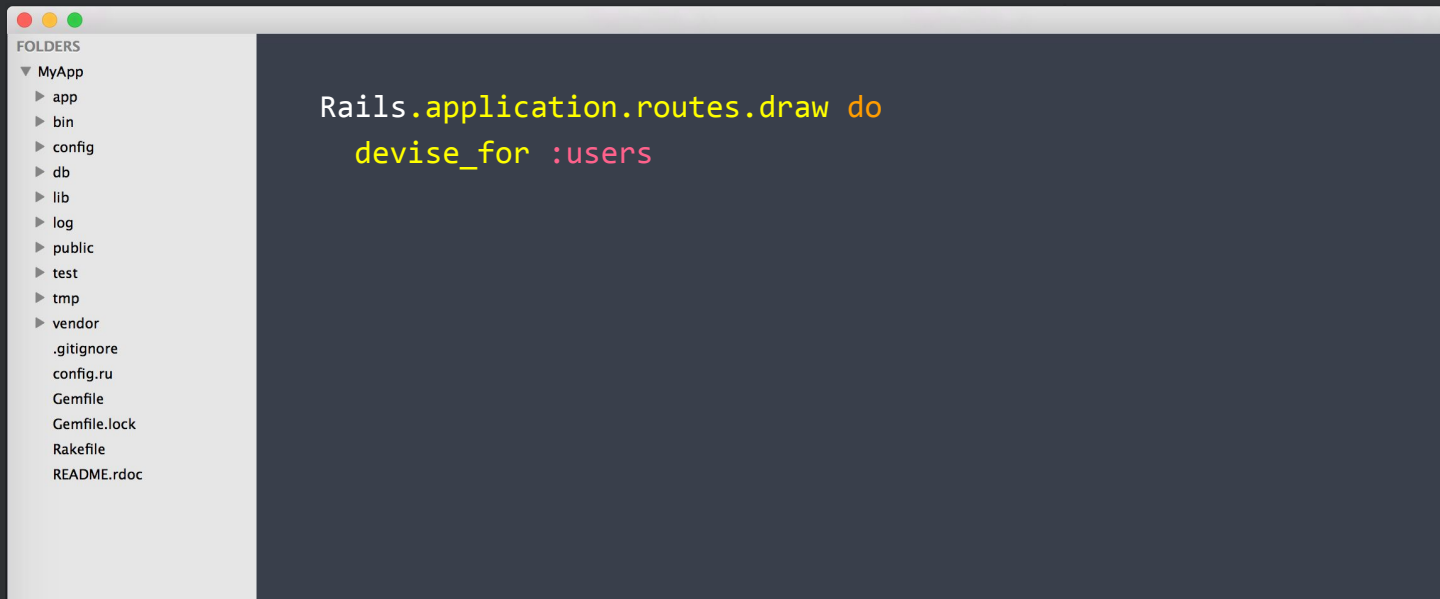 FOLDERS
MyApp
app
bin
config
db
lib
log
public
test
tmp
vendor
.gitignore
config.ru
Gemfile
Gemfile.lock
Rakefile
README.rdoc
Rails.application.routes.draw do
devise_for :users